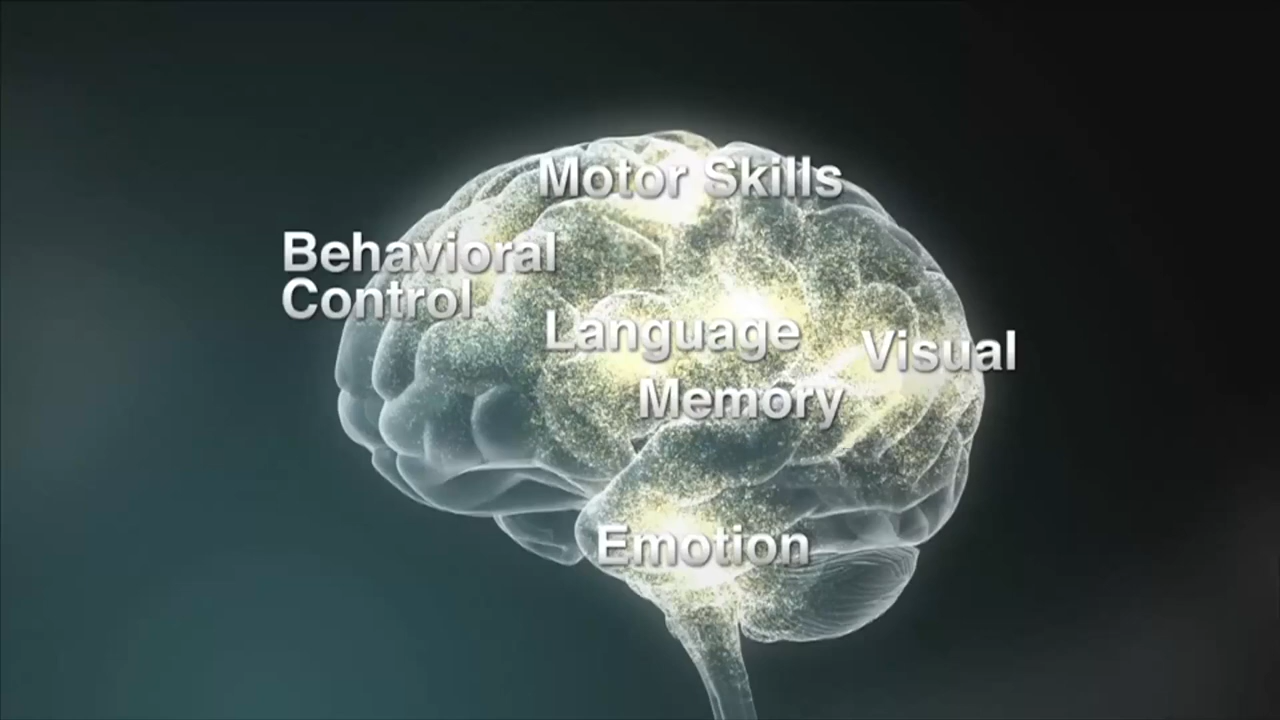 Motor Skills
Behavioral
Control
Language
Visual
Memory
Emotion